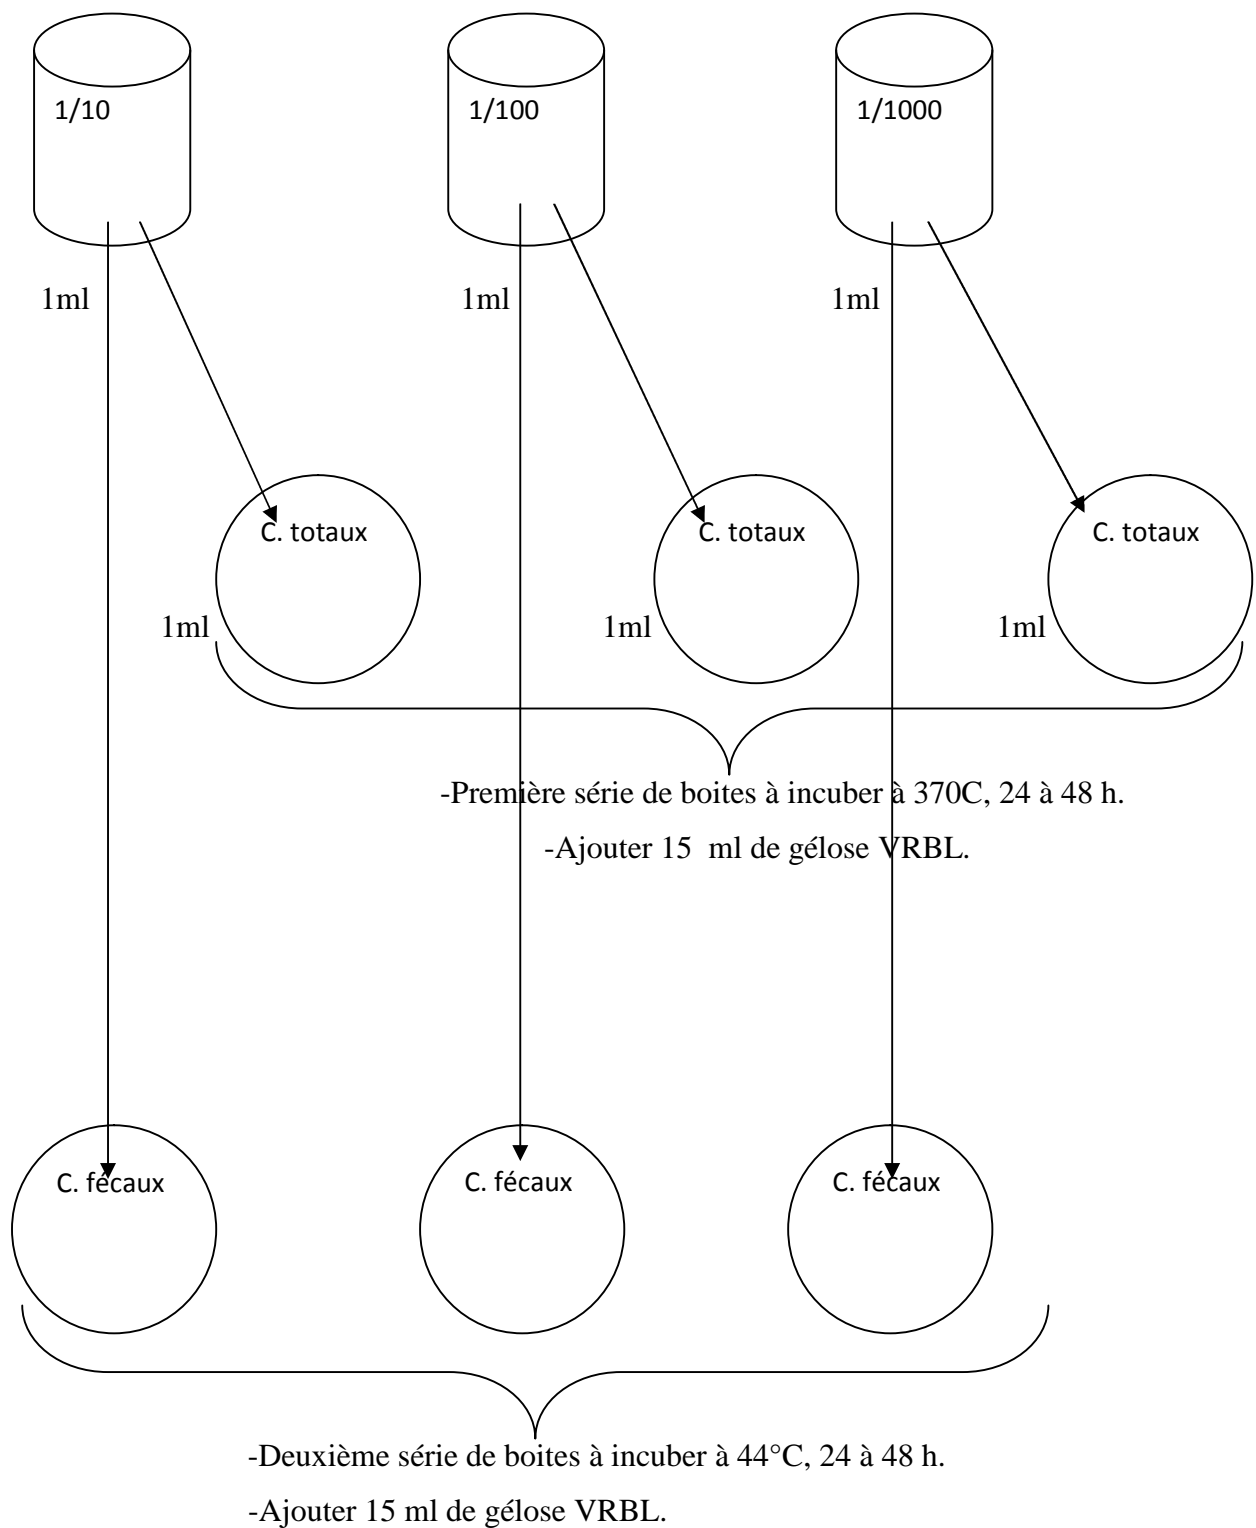 1/10
1/100
1/1000
1ml
1ml
1ml
C. totaux
C. totaux
C. totaux
1ml
1ml
1ml
-Première série de boites à incuber à 370C, 24 à 48 h.
-Ajouter 15 ml de gélose VRBL.
C. fécaux
C. fécaux
C. fécaux
-Deuxième série de boites à incuber à 44°C, 24 à 48 h.
-Ajouter 15 ml de gélose VRBL.